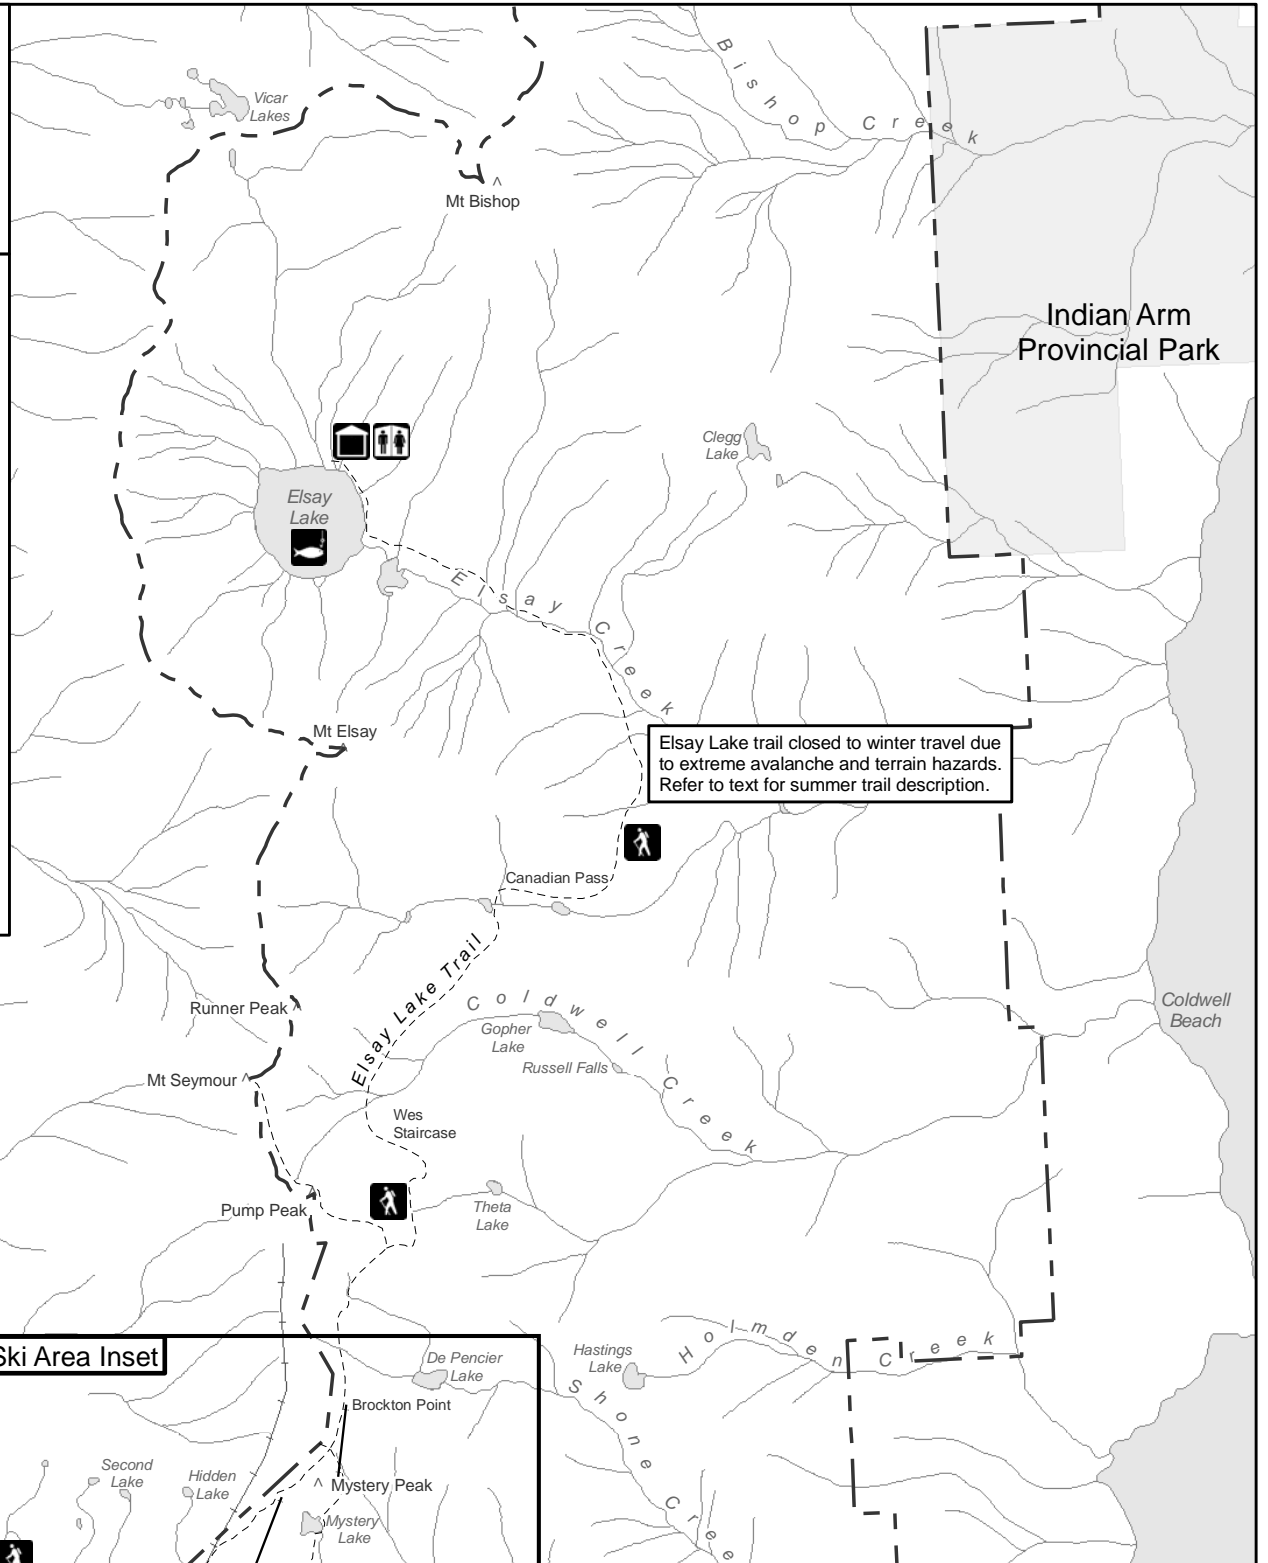 Bishop Creek
Vicar
Lakes
Mt Bishop
Indian Arm
Provincial Park
Clegg
Lake
Elsay
Lake
Elsay Creek
Mt Elsay
Elsay Lake trail closed to winter travel due
to extreme avalanche and terrain hazards.
Refer to text for summer trail description.
Canadian Pass
Elsay Lake Trail
Coldwell Creek
Runner Peak
Gopher
Lake
Coldwell
Beach
Russell Falls
Mt Seymour
Wes
Staircase
Pump Peak
Theta
Lake
Holmden Creek
Ski Area Inset
De Pencier
Lake
Hastings
Lake
Shone Cree
Brockton Point
Second
Lake
Hidden
Lake
Mystery Peak
Mystery
Lake